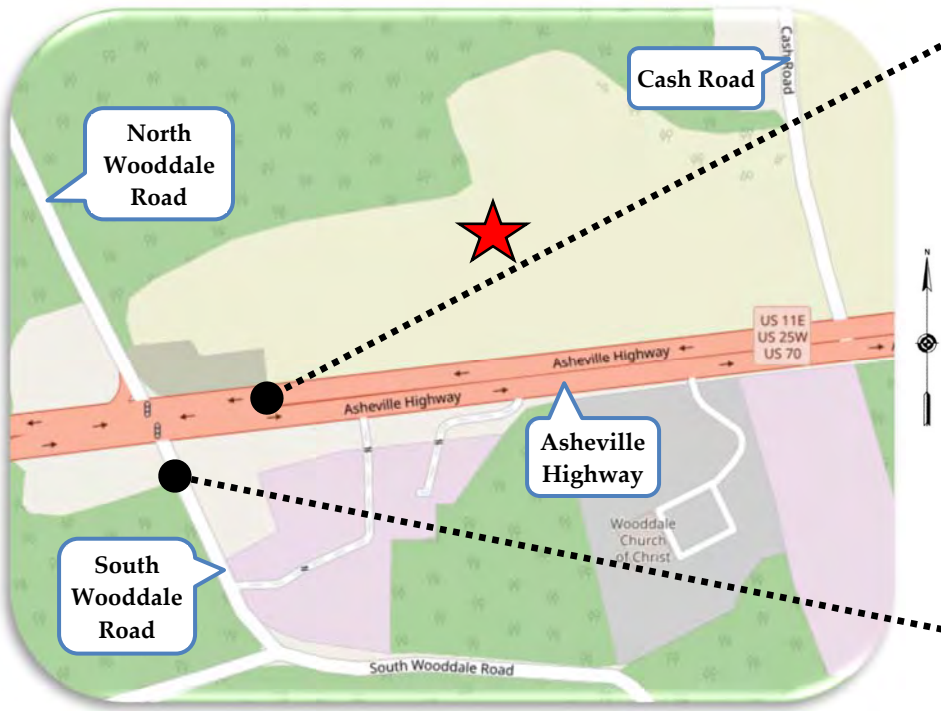 Cash Road
Cash Road
North
Wooddale
Road
N
US 11E
US 25W
US 70
Asheville Highway
Asheville Highway
Asheville
Highway
Wooddale
Church
of Christ
South
Wooddale
Road
South Wooddale Road